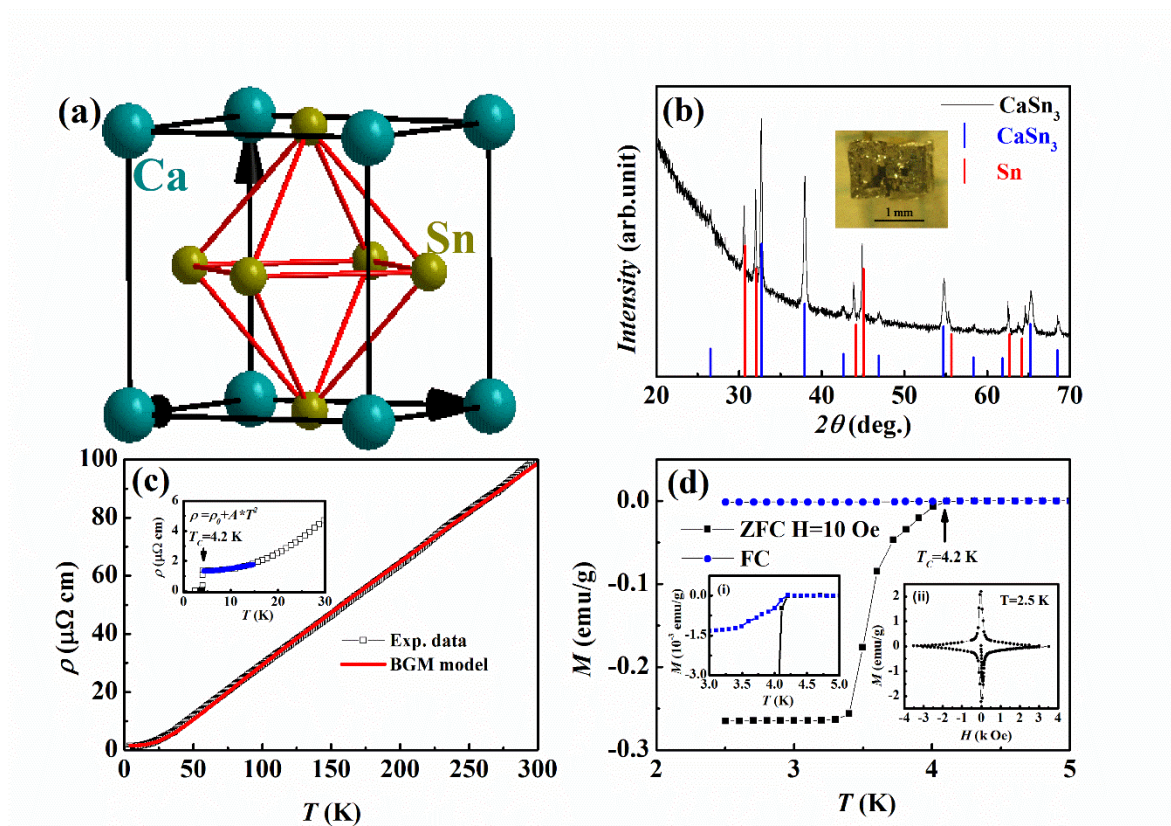 (a)
Ca
Sn
(b)
CaSn₃
CaSn₃
Sn
1 mm
Intensity (arb.unit)
20 30 40 50 60 70
2θ (deg.)
(c)
100
80
60
40
20
0
ρ (μΩ cm)
6
4
2
0
ρ (μΩ cm)
ρ =ρ₀+A*T²
T_C=4.2 K
0 10 20 30
T (K)
Exp. data
BGM model
0 50 100 150 200 250 300
T (K)
(d)
0.0
-0.1
-0.2
-0.3
M (emu/g)
ZFC H=10 Oe
FC
T_C=4.2 K
(i)
0.0
-1.5
-3.0
M (10⁻³ emu/g)
3.0 3.5 4.0 4.5 5.0
T (K)
(ii)
T=2.5 K
2
1
0
-1
-2
M (emu/g)
-4 -3 -2 -1 0 1 2 3 4
H (k Oe)
2 3 4 5
T (K)